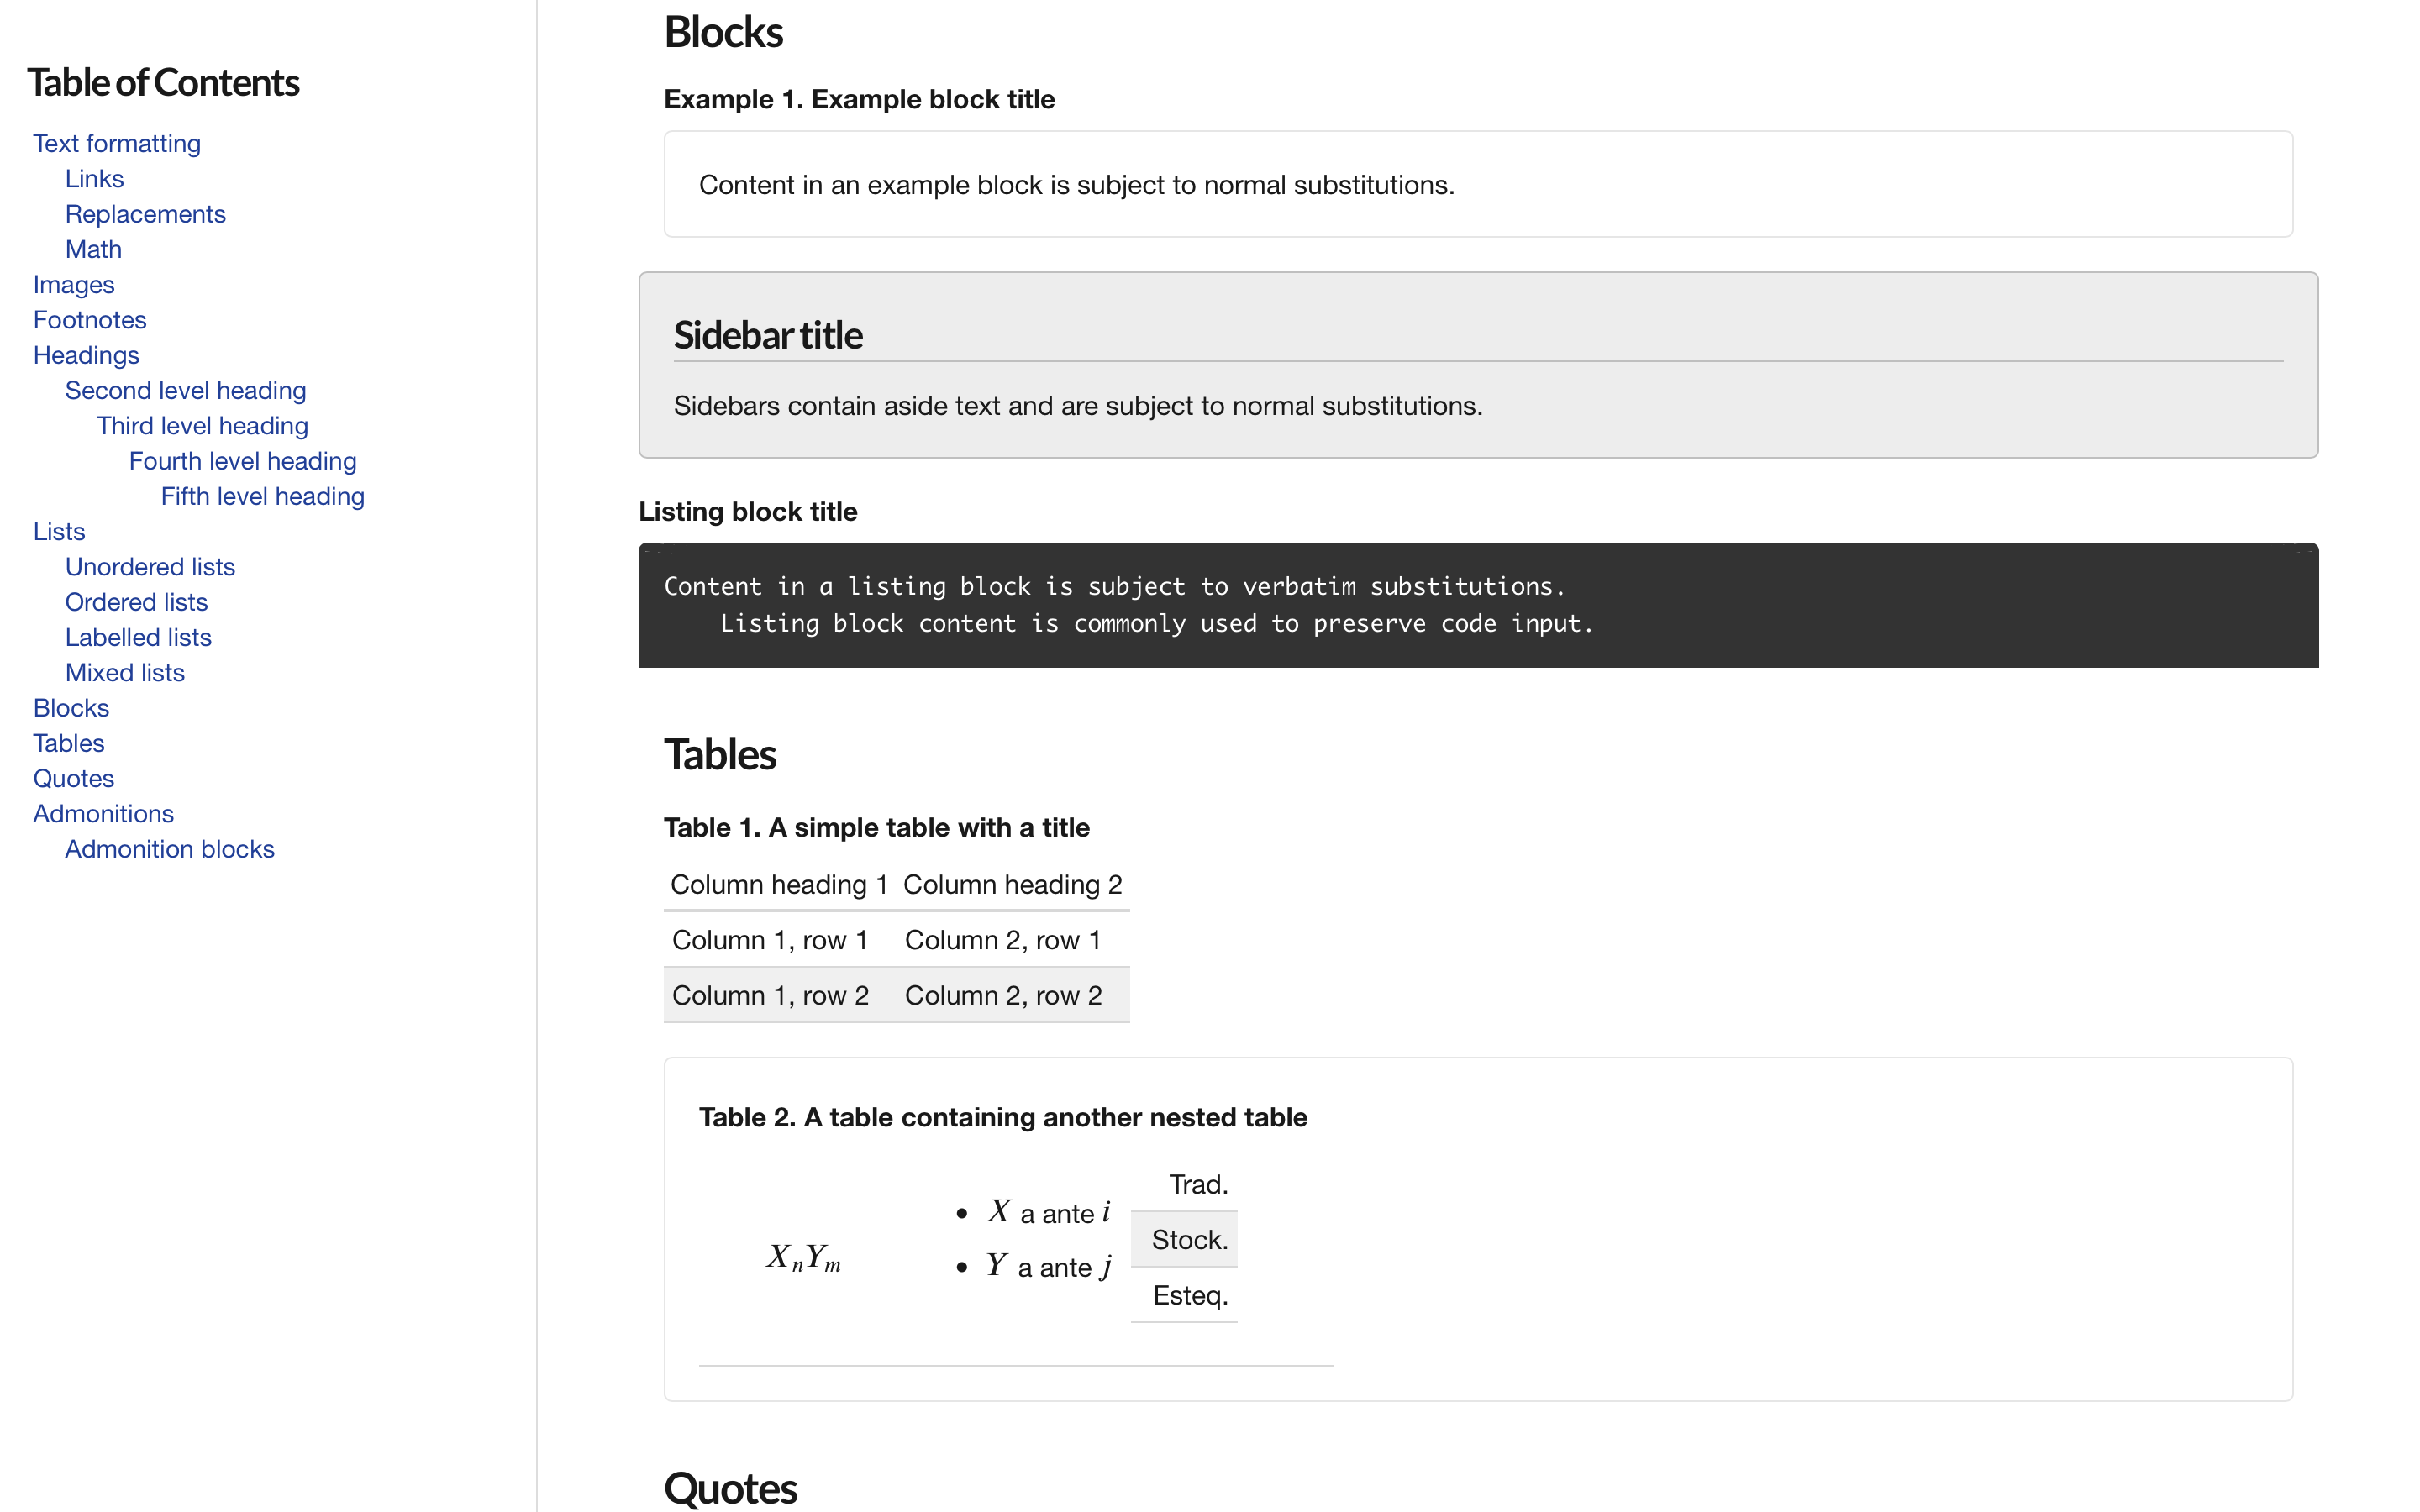 Table of Contents
Text formatting
Links
Replacements
Math
Images
Footnotes
Headings
Second level heading
Third level heading
Fourth level heading
Fifth level heading
Lists
Unordered lists
Ordered lists
Labelled lists
Mixed lists
Blocks
Tables
Quotes
Admonitions
Admonition blocks
Blocks
Example 1. Example block title
Content in an example block is subject to normal substitutions.
Sidebar title
Sidebars contain aside text and are subject to normal substitutions.
Listing block title
Content in a listing block is subject to verbatim substitutions.
    Listing block content is commonly used to preserve code input.
Tables
Table 1. A simple table with a title
Column heading 1 Column heading 2
Column 1, row 1 Column 2, row 1
Column 1, row 2 Column 2, row 2
Table 2. A table containing another nested table
XₙYₘ
• X a ante i
• Y a ante j
Trad.
Stock.
Esteq.
Quotes